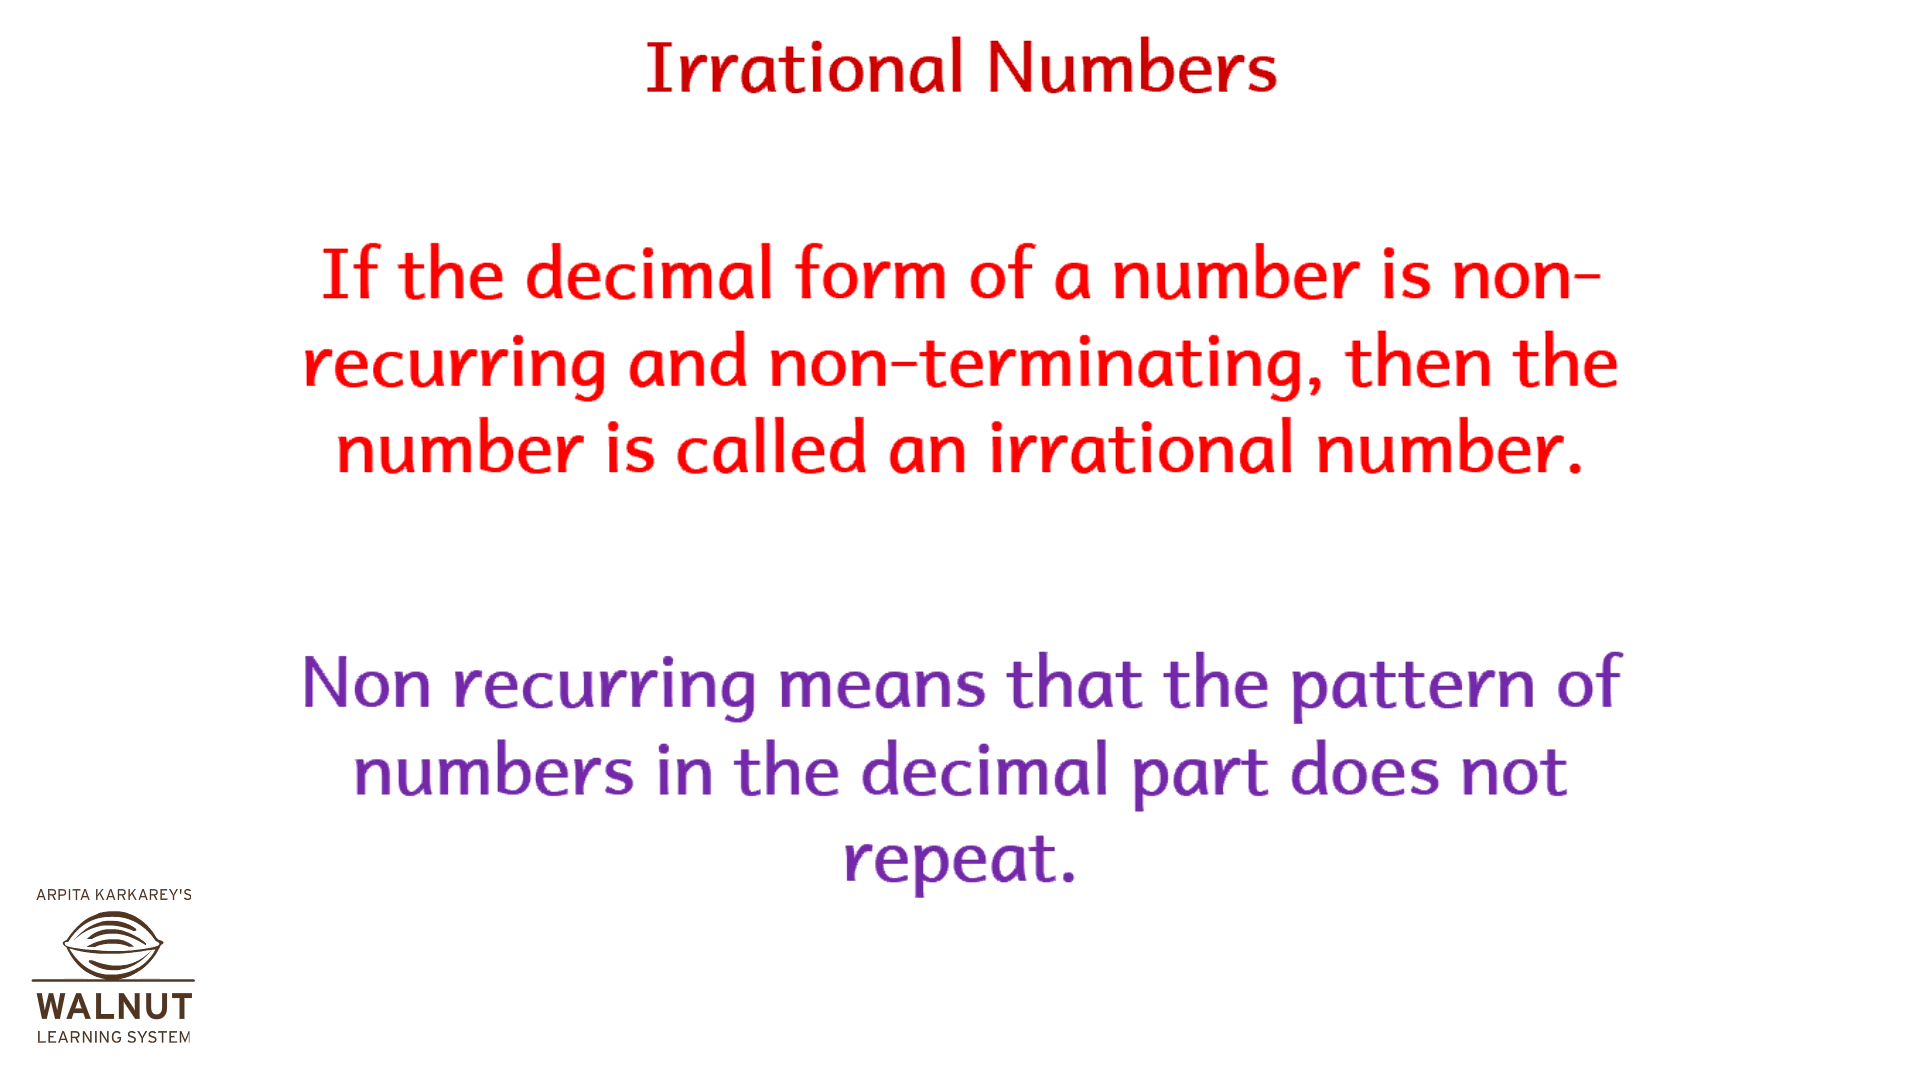 Irrational Numbers
If the decimal form of a number is non-
recurring and non-terminating, then the
number is called an irrational number.
Non recurring means that the pattern of
numbers in the decimal part does not
repeat.
ARPITA KARKAREY'S
WALNUT
LEARNING SYSTEM